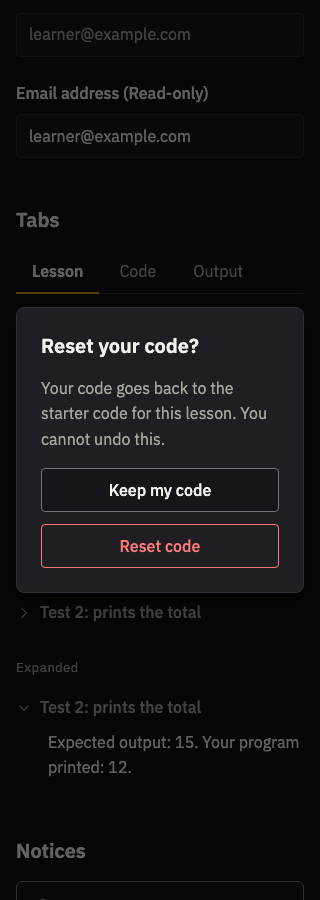 learner@example.com
Email address (Read-only)
learner@example.com
Tabs
Lesson
Code
Output
Reset your code?
Your code goes back to the
starter code for this lesson. You
cannot undo this.
Keep my code
Reset code
Test 2: prints the total
Expanded
Test 2: prints the total
Expected output: 15. Your program
printed: 12.
Notices